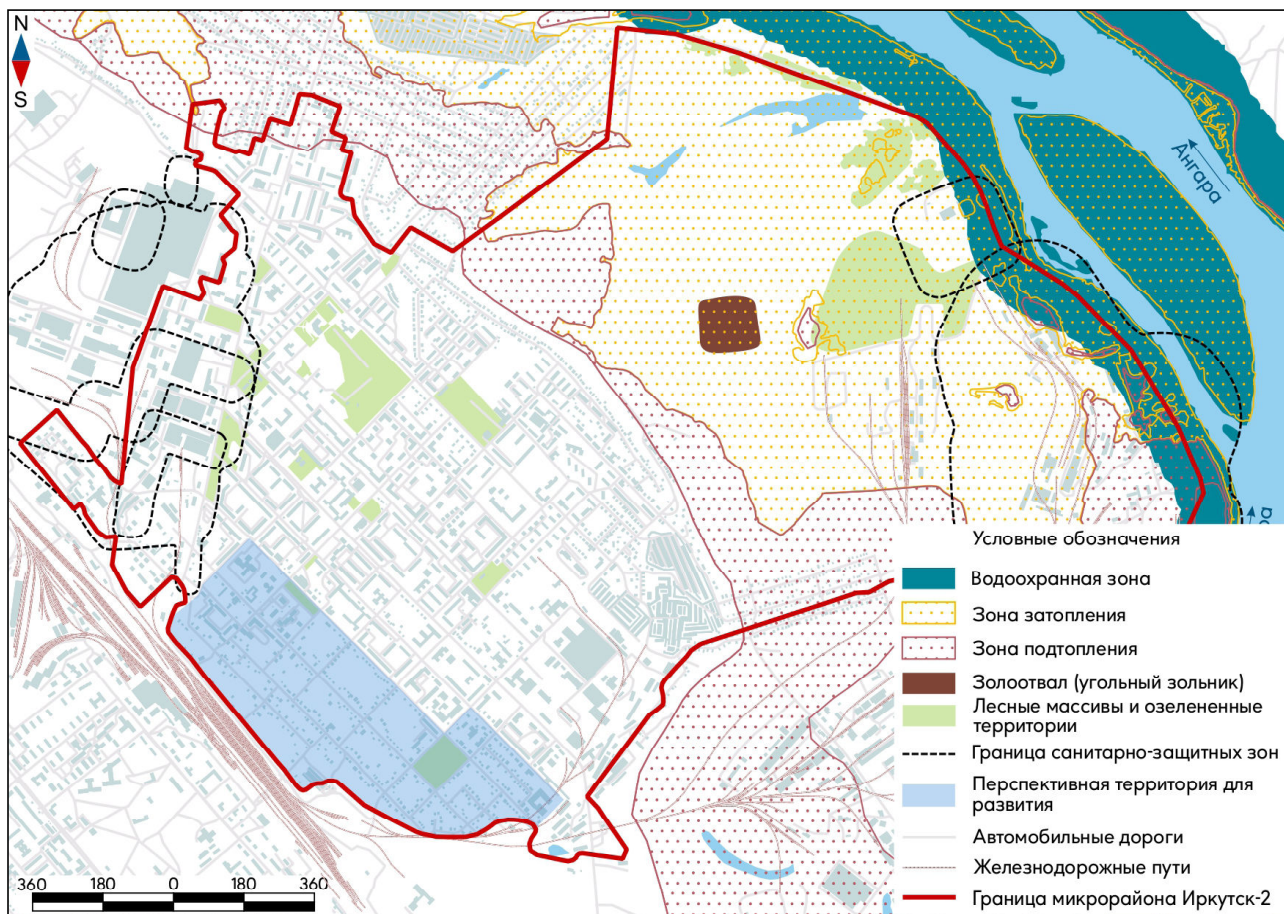 N
S
Ангара
Условные обозначения
Водоохранная зона
Зона затопления
Зона подтопления
Золоотвал (угольный зольник)
Лесные массивы и озелененные
территории
Граница санитарно-защитных зон
Перспективная территория для
развития
Автомобильные дороги
Железнодорожные пути
Граница микрорайона Иркутск-2
360 180 0 180 360